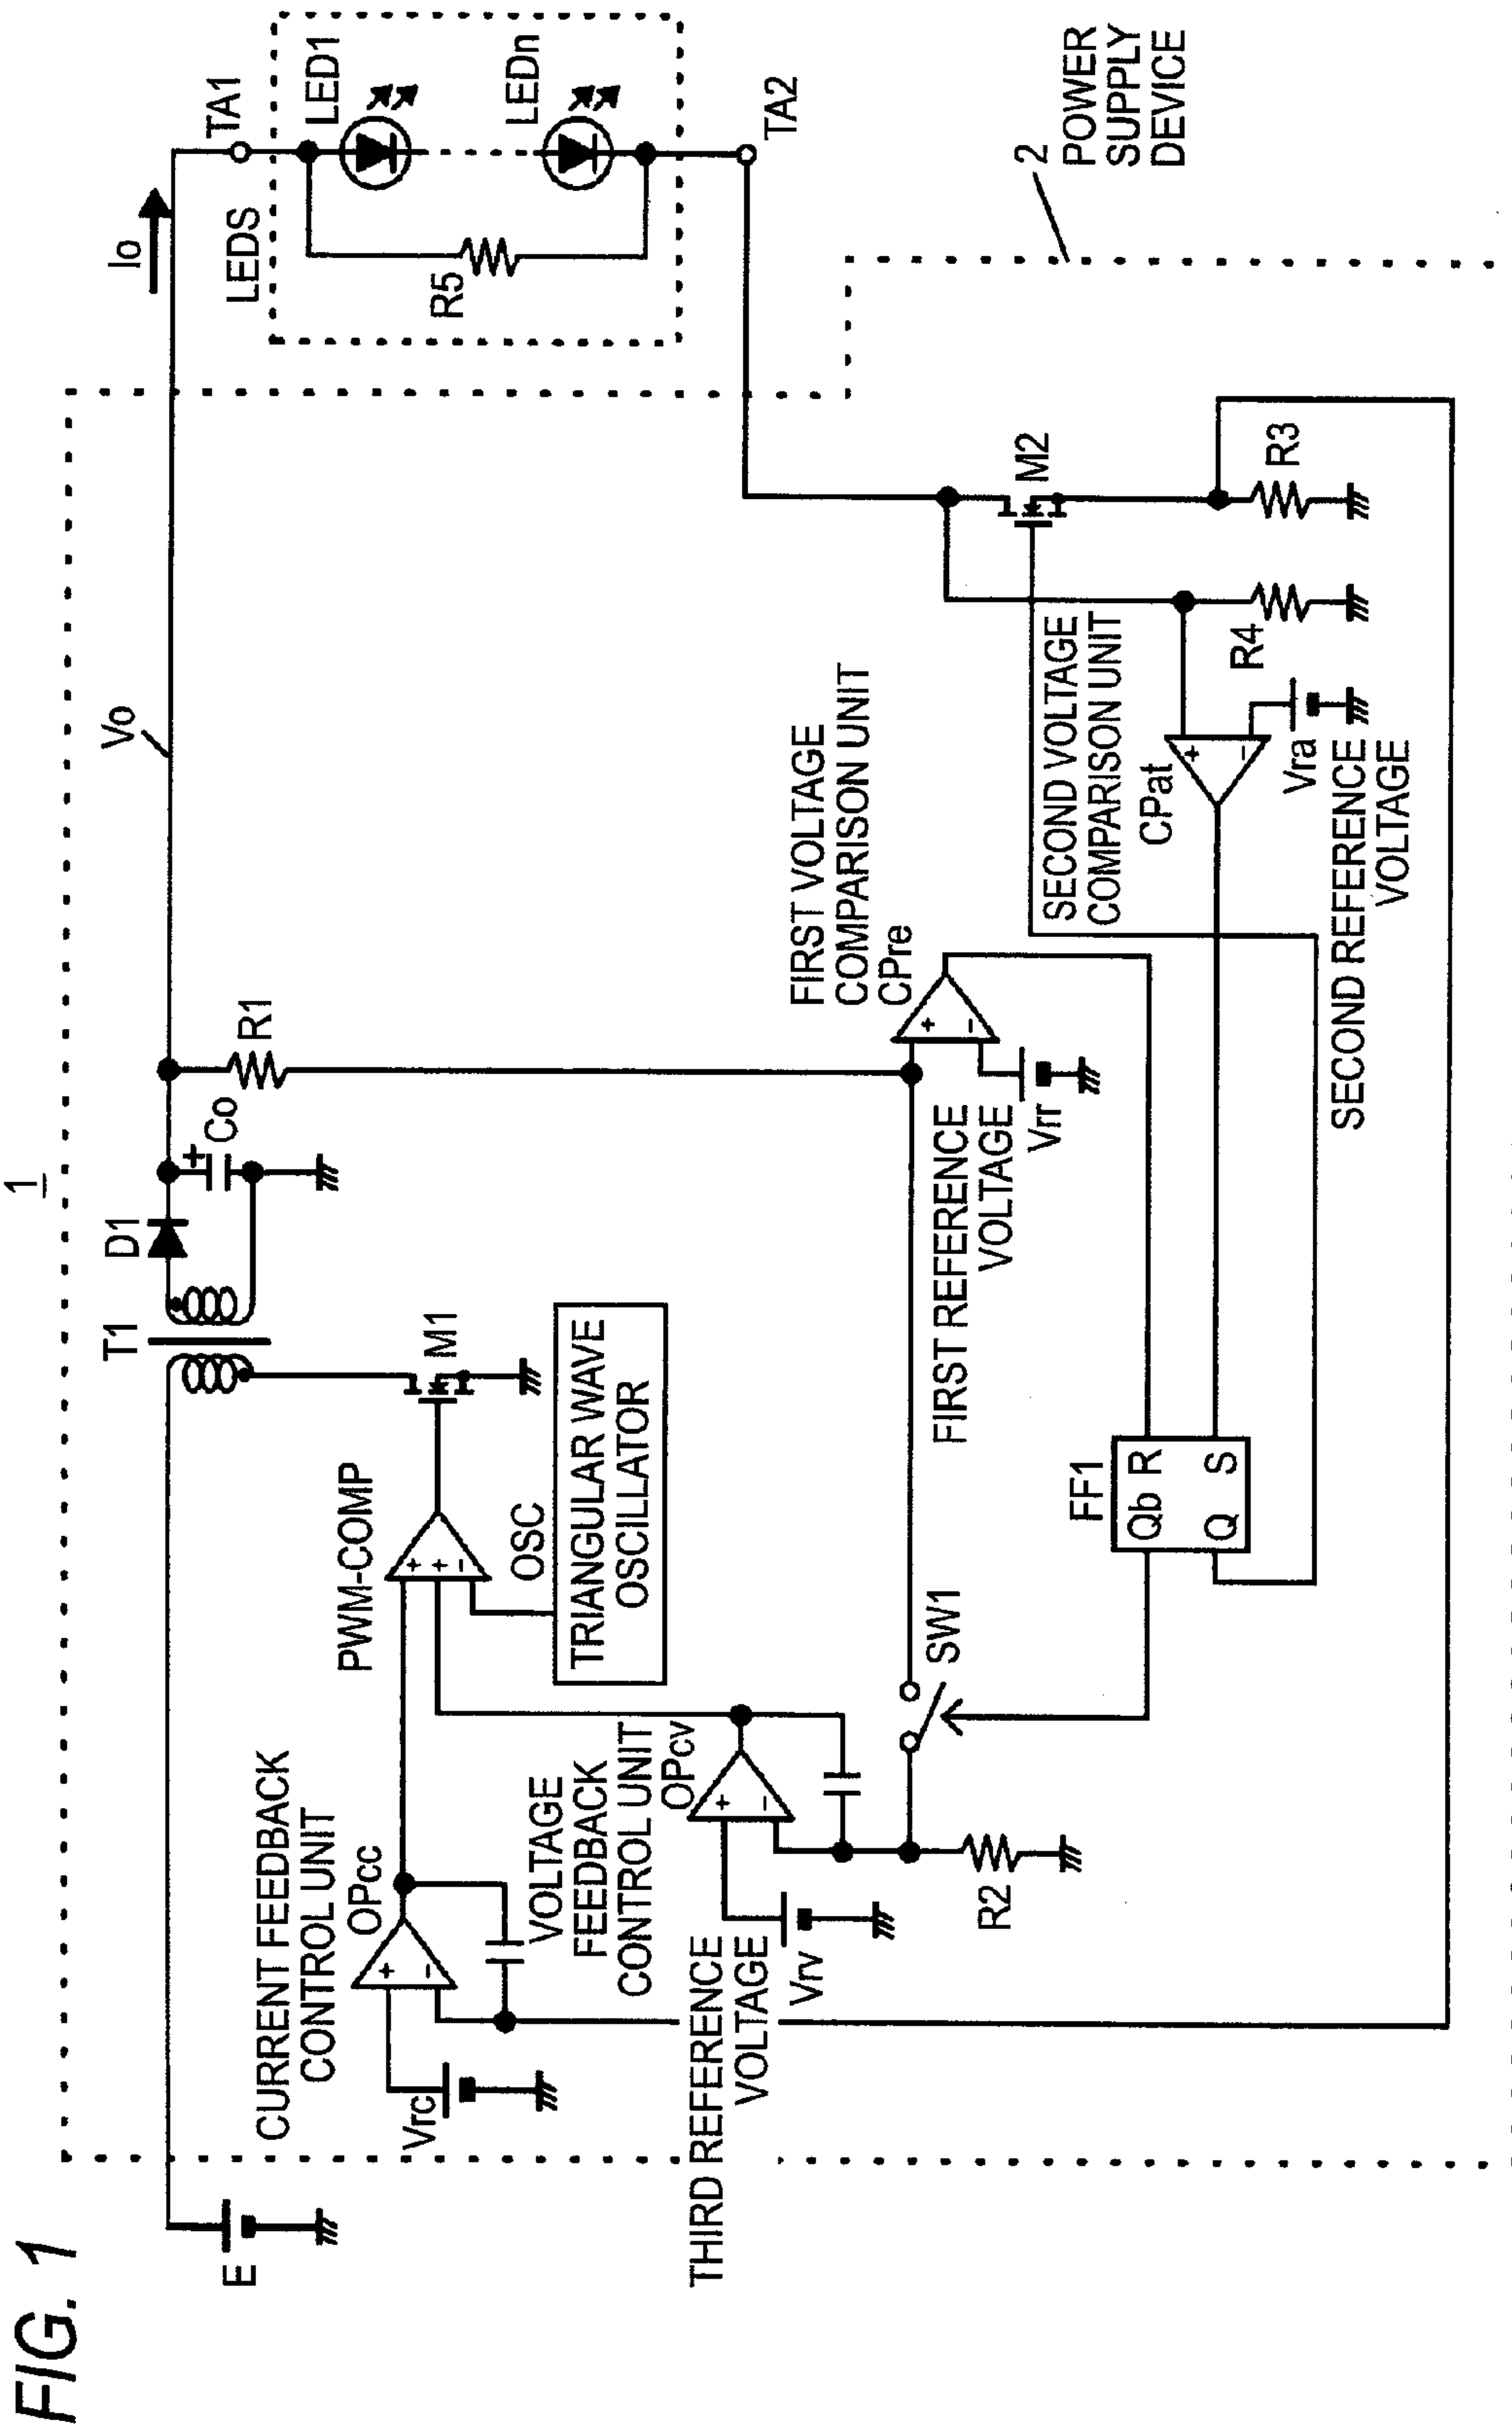 FIG. 1
1
E
T1
D1
Co
R1
Vo
Io
TA1
LEDS
LED1
LEDn
R5
TA2
2
POWER
SUPPLY
DEVICE
CURRENT FEEDBACK
CONTROL UNIT
OPcc
+
−
Vrc
PWM-COMP
+
+
−
M1
OSC
TRIANGULAR WAVE
OSCILLATOR
VOLTAGE
FEEDBACK
CONTROL UNIT
OPcv
+
−
THIRD REFERENCE
VOLTAGE
Vrv
R2
SW1
FIRST VOLTAGE
COMPARISON UNIT
CPre
+
−
FIRST REFERENCE
VOLTAGE
Vrr
SECOND VOLTAGE
COMPARISON UNIT
CPat
+
−
M2
R3
R4
Vra
SECOND REFERENCE
VOLTAGE
FF1
Qb R
Q S
+